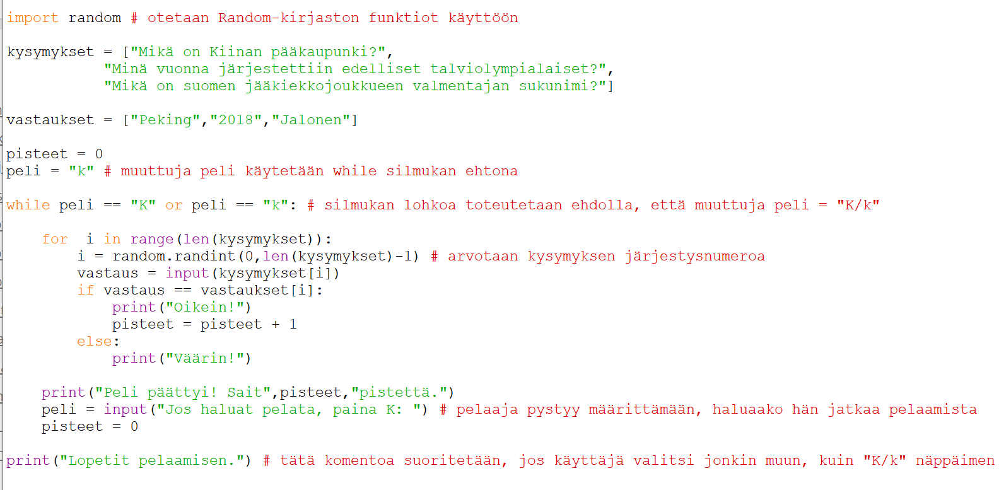 import random # otetaan Random-kirjaston funktiot käyttöön
kysymykset = ["Mikä on Kiinan pääkaupunki?",
"Minä vuonna järjestettiin edelliset talviolympialaiset?",
"Mikä on suomen jääkiekkojoukkueen valmentajan sukunimi?"]
vastaukset = ["Peking","2018","Jalonen"]
pisteet = 0
peli = "k" # muuttuja peli käytetään while silmukan ehtona
while peli == "K" or peli == "k": # silmukan lohkoa toteutetaan ehdolla, että muuttuja peli = "K/k"
for  i in range(len(kysymykset)):
i = random.randint(0,len(kysymykset)-1) # arvotaan kysymyksen järjestysnumeroa
vastaus = input(kysymykset[i])
if vastaus == vastaukset[i]:
print("Oikein!")
pisteet = pisteet + 1
else:
print("Väärin!")
print("Peli päättyi! Sait",pisteet,"pistettä.")
peli = input("Jos haluat pelata, paina K: ") # pelaaja pystyy määrittämään, haluaako hän jatkaa pelaamista
pisteet = 0
print("Lopetit pelaamisen.") # tätä komentoa suoritetään, jos käyttäjä valitsi jonkin muun, kuin "K/k" näppäimen